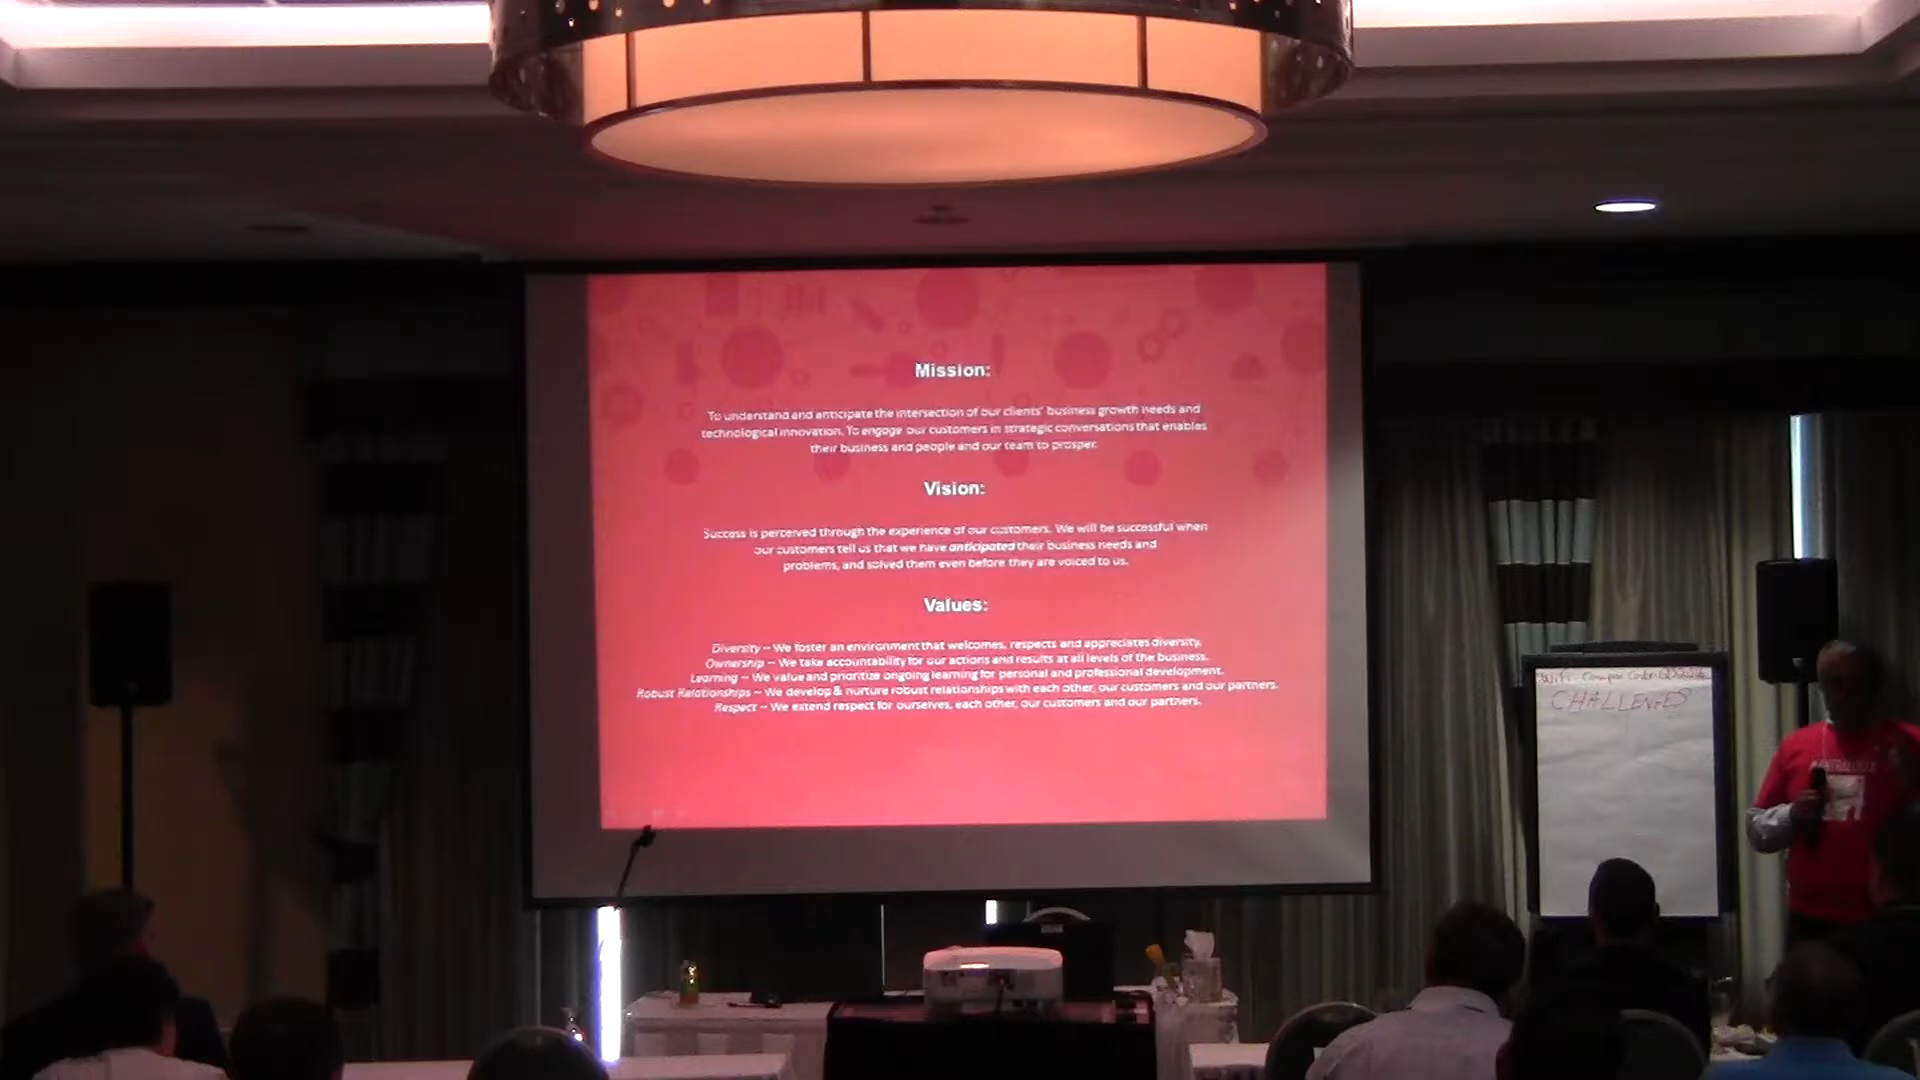 Mission:
To understand and anticipate the intersection of our clients' business growth needs and
technological innovation. To engage our customers in strategic conversations that enables
their business and people and our team to prosper.
Vision:
Success is perceived through the experience of our customers. We will be successful when
our customers tell us that we have anticipated their business needs and
problems, and solved them even before they are voiced to us.
Values:
Diversity -- We foster an environment that welcomes, respects and appreciates diversity.
Ownership -- We take accountability for our actions and results at all levels of the business.
Learning -- We value and prioritize ongoing learning for personal and professional development.
Robust Relationships -- We develop & nurture robust relationships with each other, our customers and our partners.
Respect -- We extend respect for ourselves, each other, our customers and our partners.
CHALLENGES